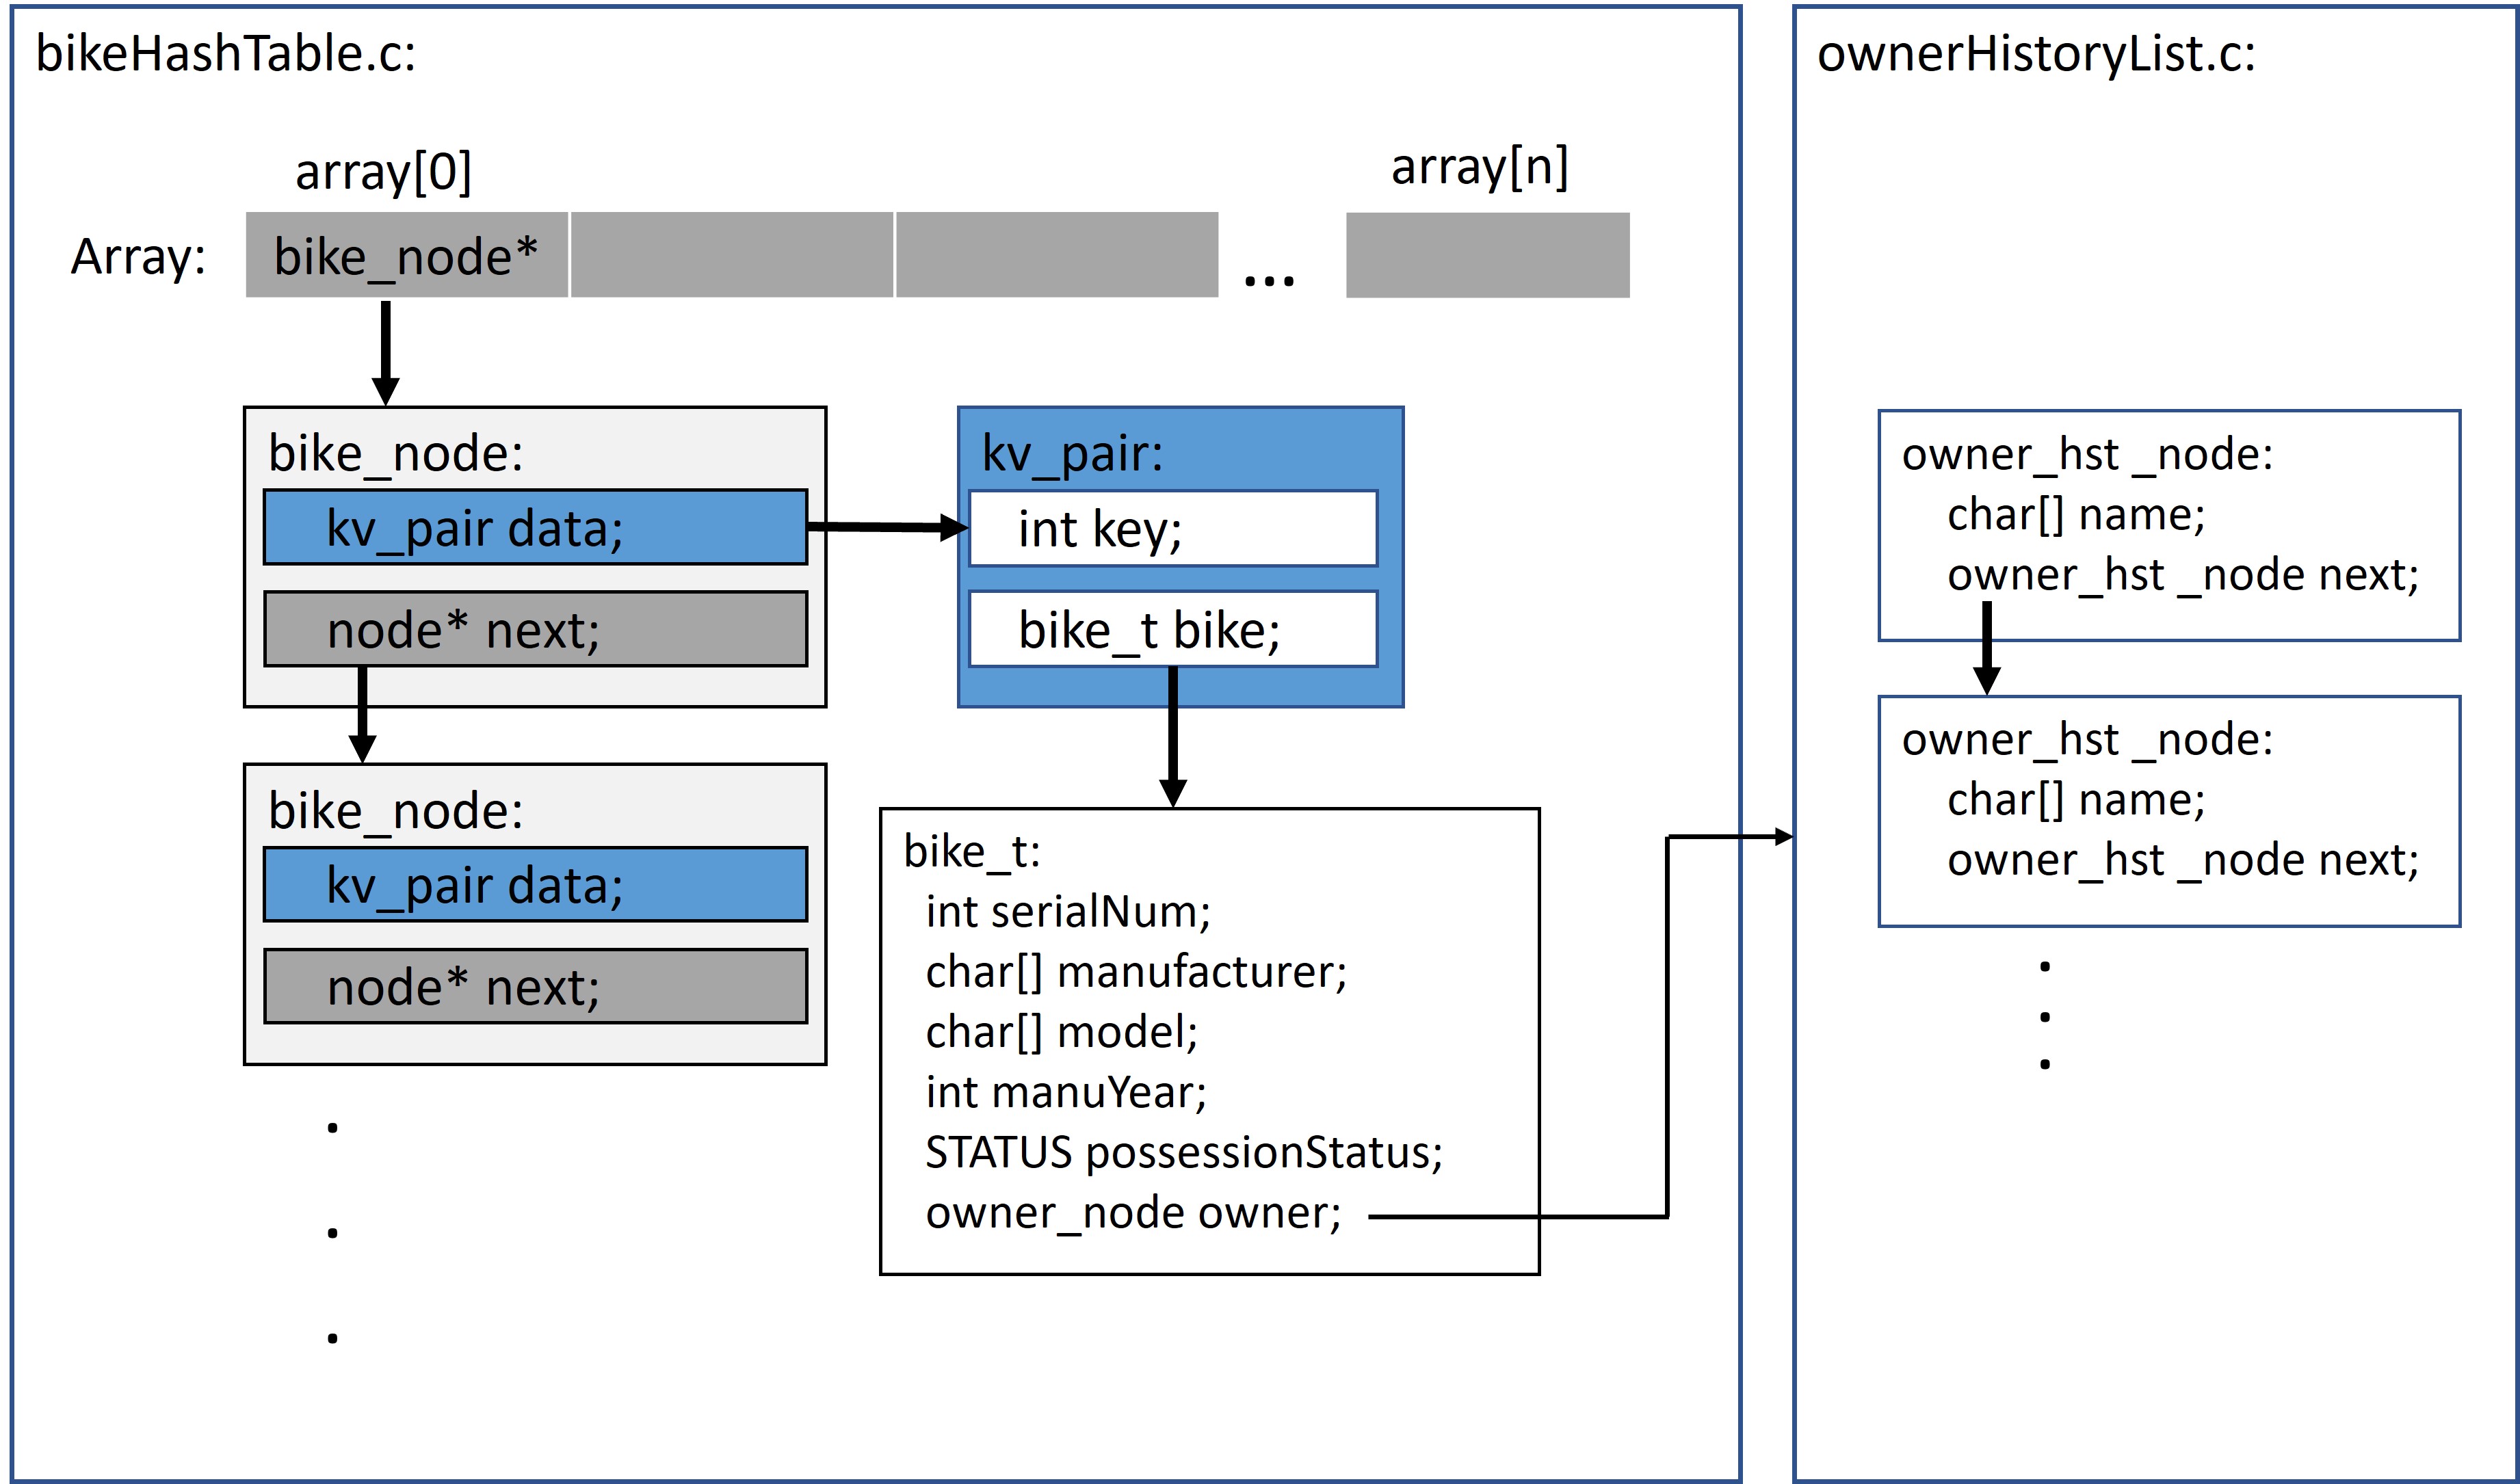 bikeHashTable.c:
array[0]
array[n]
Array:
bike_node*
...
bike_node:
kv_pair data;
node* next;
kv_pair:
int key;
bike_t bike;
bike_node:
kv_pair data;
node* next;
.
.
.
bike_t:
int serialNum;
char[] manufacturer;
char[] model;
int manuYear;
STATUS possessionStatus;
owner_node owner;
ownerHistoryList.c:
owner_hst _node:
char[] name;
owner_hst _node next;
owner_hst _node:
char[] name;
owner_hst _node next;
.
.
.